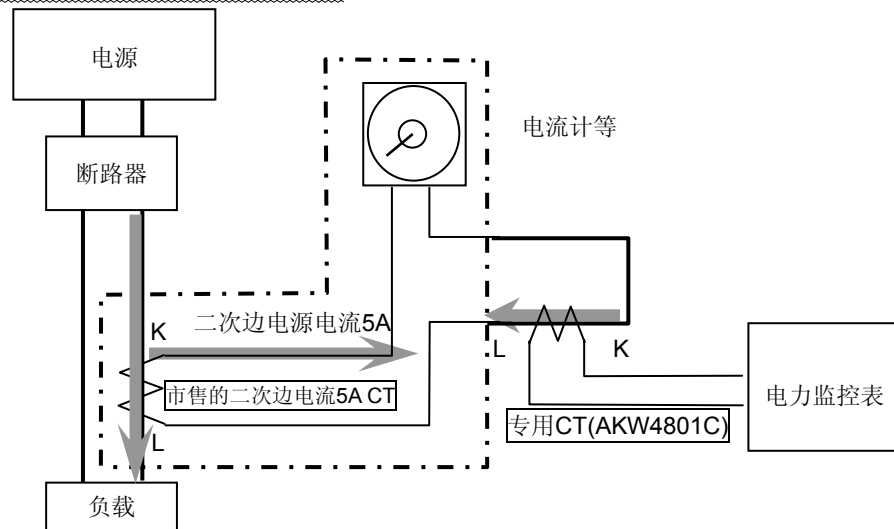 电源
电流计等
断路器
K
二次边电源电流5A
L
K
市售的二次边电流5A CT
电力监控表
专用CT(AKW4801C)
L
负载